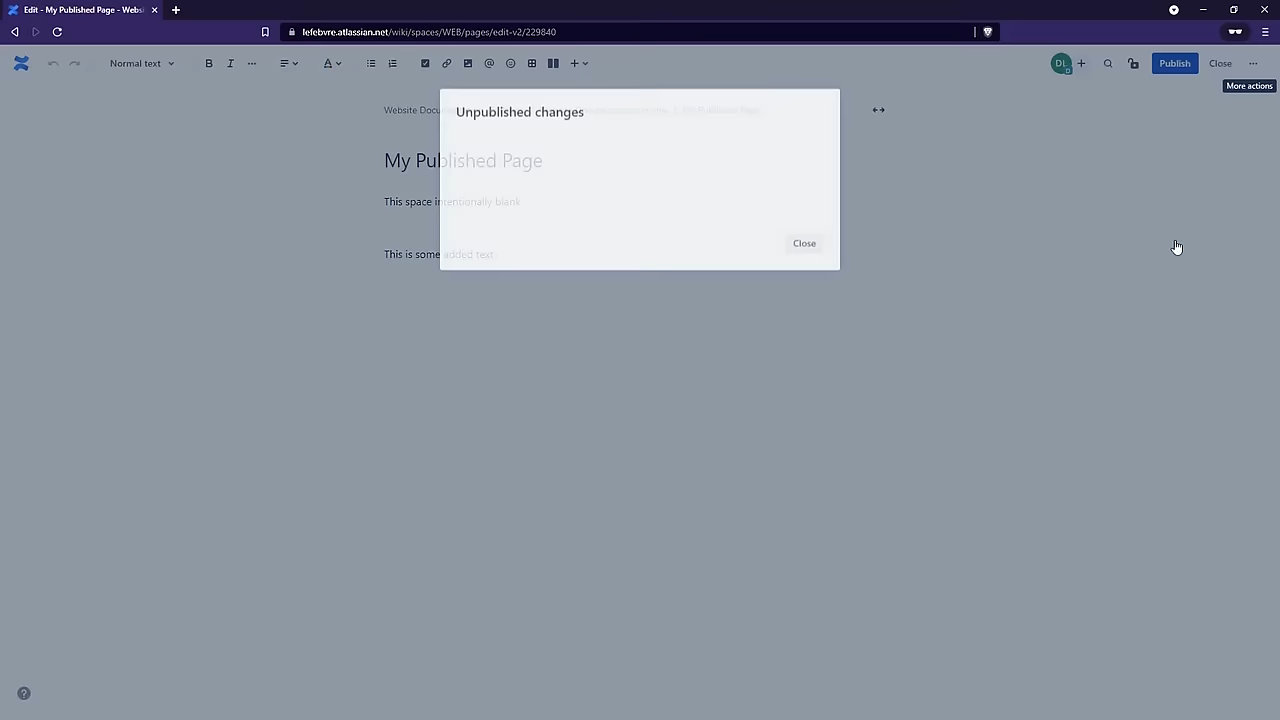 Edit - My Published Page - Websi
lefebvre.atlassian.net/wiki/spaces/WEB/pages/edit-v2/229840
Normal text
B
I
A
DL
Publish
Close
More actions
Website Docu
Unpublished changes
My Published Page
This space intentionally blank
This is some added text
Close